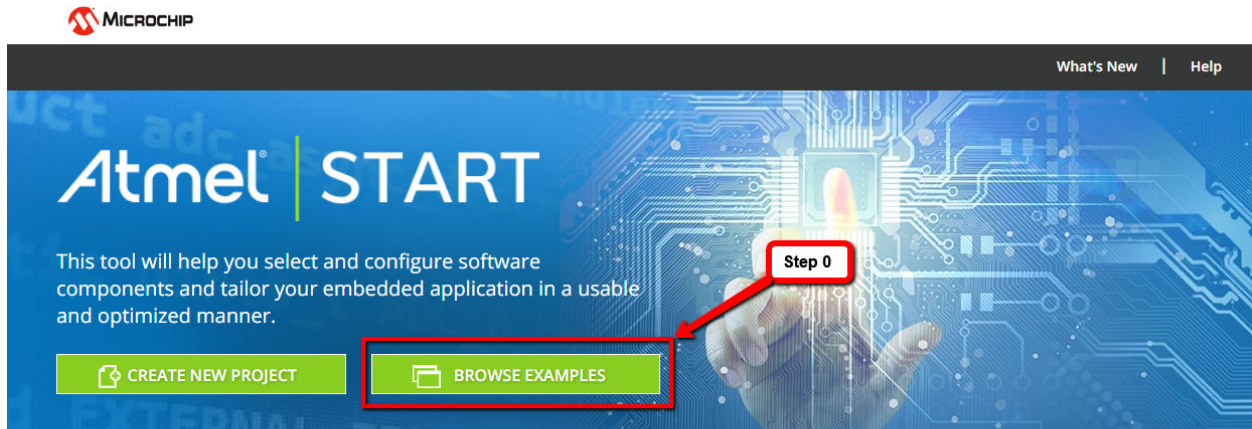 MICROCHIP
What's New | Help
Atmel® START
This tool will help you select and configure software
components and tailor your embedded application in a usable
and optimized manner.
Step 0
CREATE NEW PROJECT
BROWSE EXAMPLES